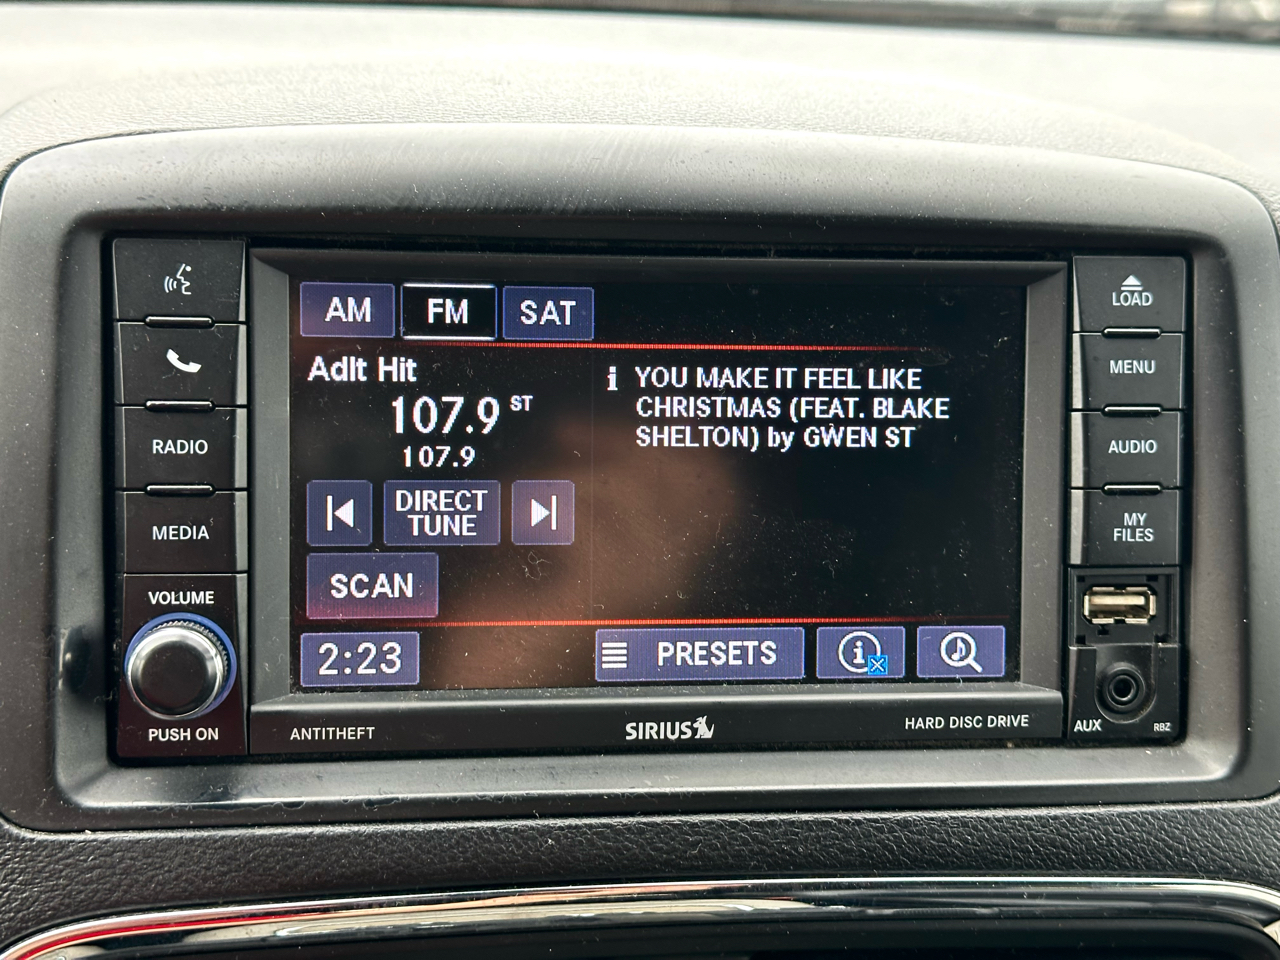 AM FM SAT
Adlt Hit
107.9 ST
107.9
DIRECT
TUNE
SCAN
2:23
i YOU MAKE IT FEEL LIKE
CHRISTMAS (FEAT. BLAKE
SHELTON) by GWEN ST
PRESETS
i
RADIO
MEDIA
VOLUME
PUSH ON
ANTITHEFT
SIRIUS
HARD DISC DRIVE
LOAD
MENU
AUDIO
MY
FILES
AUX
RBZ